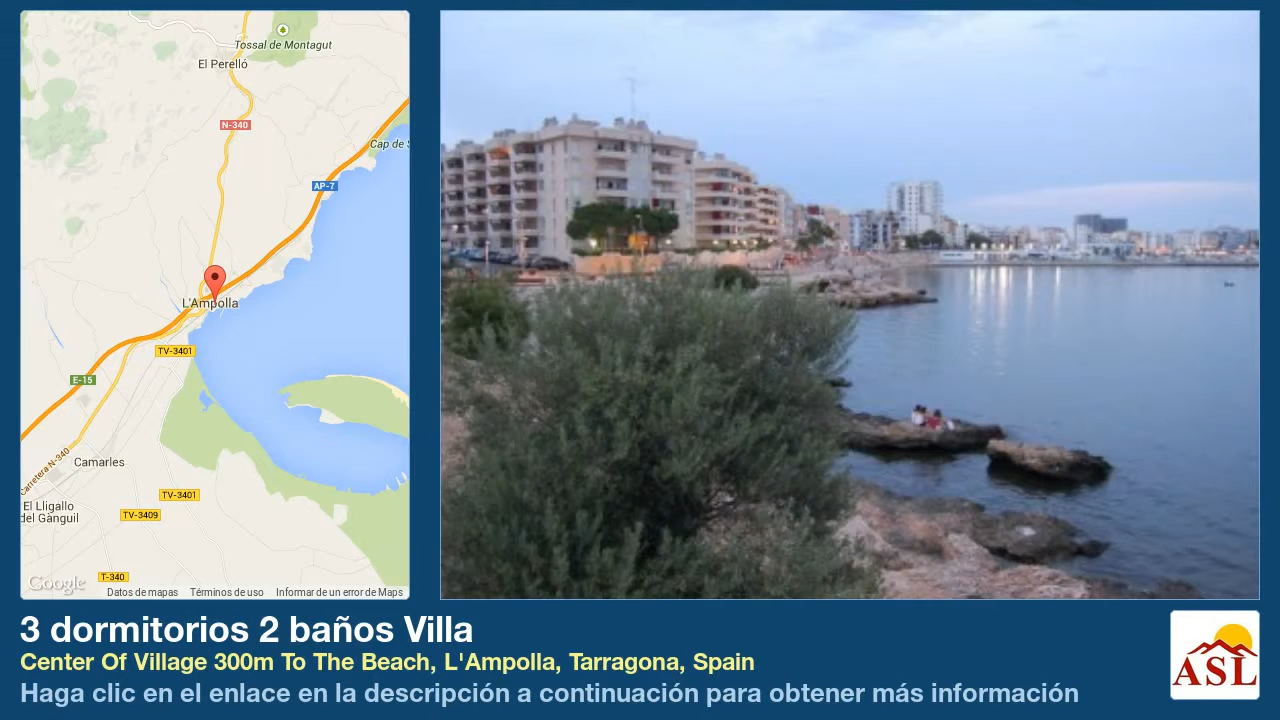 Tossal de Montagut
El Perelló
N-340
Cap de S
AP-7
L'Ampolla
TV-3401
E-15
Carretera N-340
Camarles
TV-3401
El Lligallo
del Gànguil
TV-3409
T-340
Google
Datos de mapas Términos de uso Informar de un error de Maps
3 dormitorios 2 baños Villa
Center Of Village 300m To The Beach, L'Ampolla, Tarragona, Spain
Haga clic en el enlace en la descripción a continuación para obtener más información
ASL